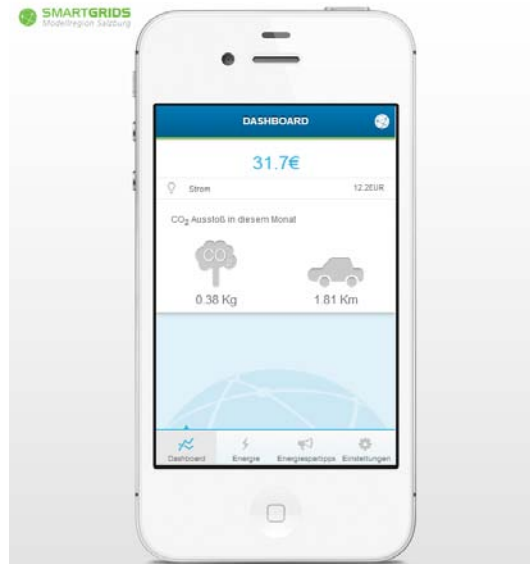 SMARTGRIDS
Modellregion Salzburg
DASHBOARD
31.7€
Strom 12.2EUR
CO₂ Ausstoß in diesem Monat
CO₂
0.38 Kg 1.81 Km
Dashboard Energie Energiespartipps Einstellungen